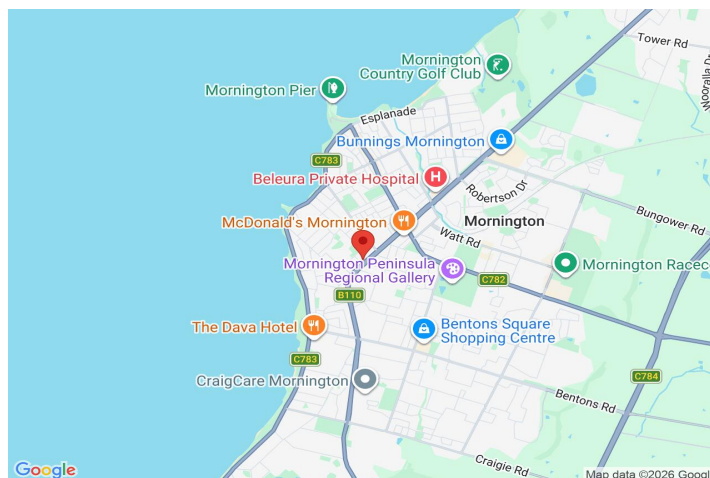 Tower Rd
Mornington
Country Golf Club
Wooralla Dr
Mornington Pier
Esplanade
Bunnings Mornington
C783
Beleura Private Hospital
H
Robertson Dr
McDonald's Mornington
Mornington
Bungower Rd
Watt Rd
Mornington Peninsula
Regional Gallery
Mornington Racec
C782
B110
The Dava Hotel
Bentons Square
Shopping Centre
C783
CraigCare Mornington
C784
Bentons Rd
Craigie Rd
Google
Map data ©2026 Googl